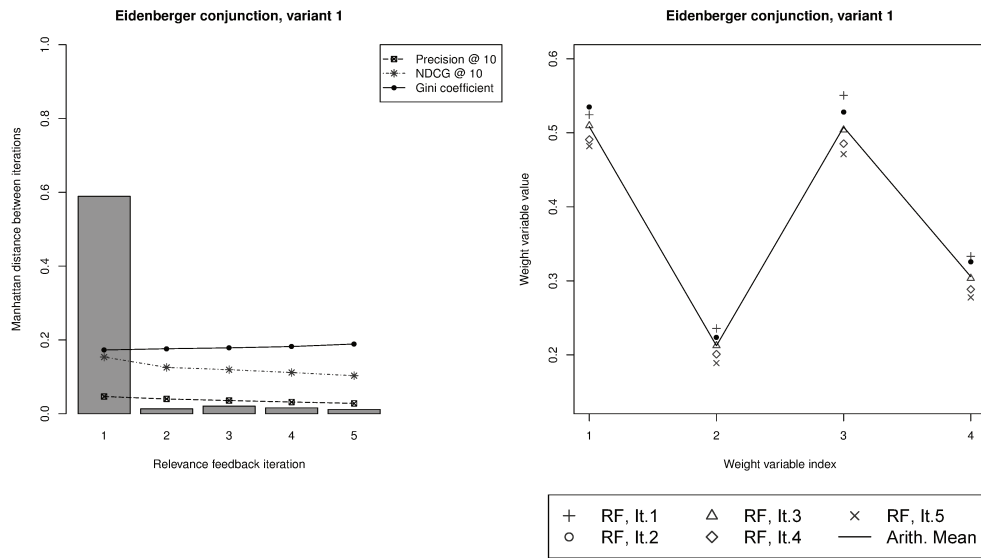 Eidenberger conjunction, variant 1
Precision @ 10
NDCG @ 10
Gini coefficient
Manhattan distance between iterations
1.0
0.8
0.6
0.4
0.2
0.0
1 2 3 4 5
Relevance feedback iteration
Eidenberger conjunction, variant 1
Weight variable value
0.6
0.5
0.4
0.3
0.2
1 2 3 4
Weight variable index
RF, It.1 RF, It.3 RF, It.5
RF, It.2 RF, It.4 Arith. Mean